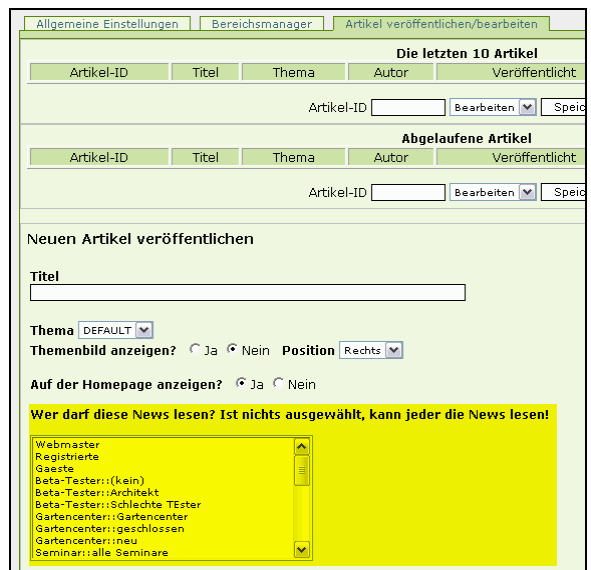 Allgemeine Einstellungen Bereichsmanager Artikel veröffentlichen/bearbeiten
Die letzten 10 Artikel
Artikel-ID Titel Thema Autor Veröffentlicht
Artikel-ID Bearbeiten Speic
Abgelaufene Artikel
Artikel-ID Titel Thema Autor Veröffentlicht
Artikel-ID Bearbeiten Speic
Neuen Artikel veröffentlichen
Titel
Thema DEFAULT
Themenbild anzeigen? Ja Nein Position Rechts
Auf der Homepage anzeigen? Ja Nein
Wer darf diese News lesen? Ist nichts ausgewählt, kann jeder die News lesen!
Webmaster
Registrierte
Gaeste
Beta-Tester::(kein)
Beta-Tester::Architekt
Beta-Tester::Schlechte TEster
Gartencenter::Gartencenter
Gartencenter::geschlossen
Gartencenter::neu
Seminar::alle Seminare